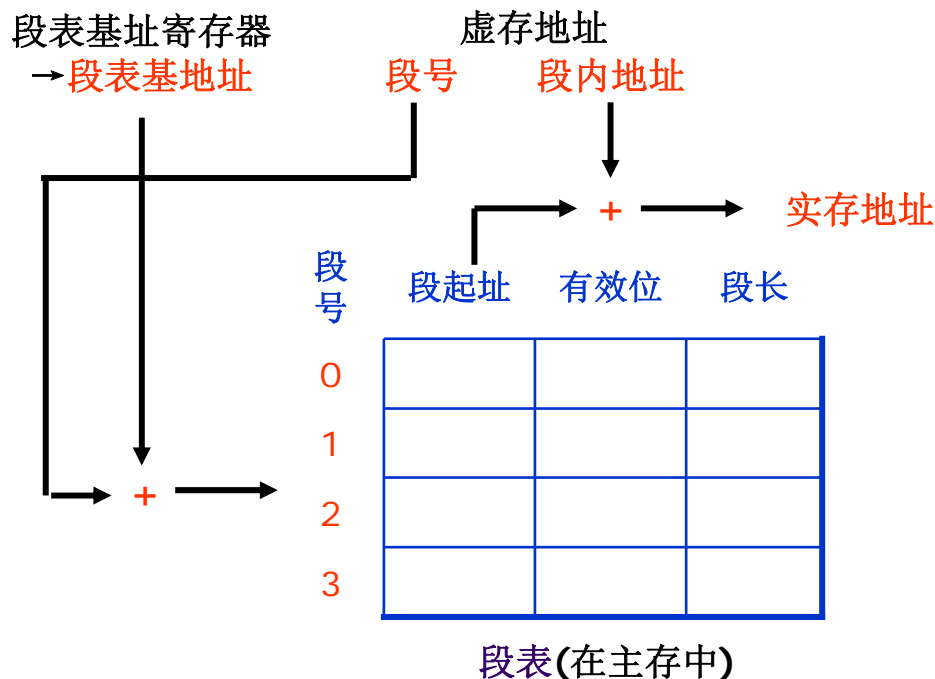 段表基址寄存器
虚存地址
→段表基地址
段号
段内地址
+
实存地址
段号
段起址
有效位
段长
0
1
+
2
3
段表(在主存中)